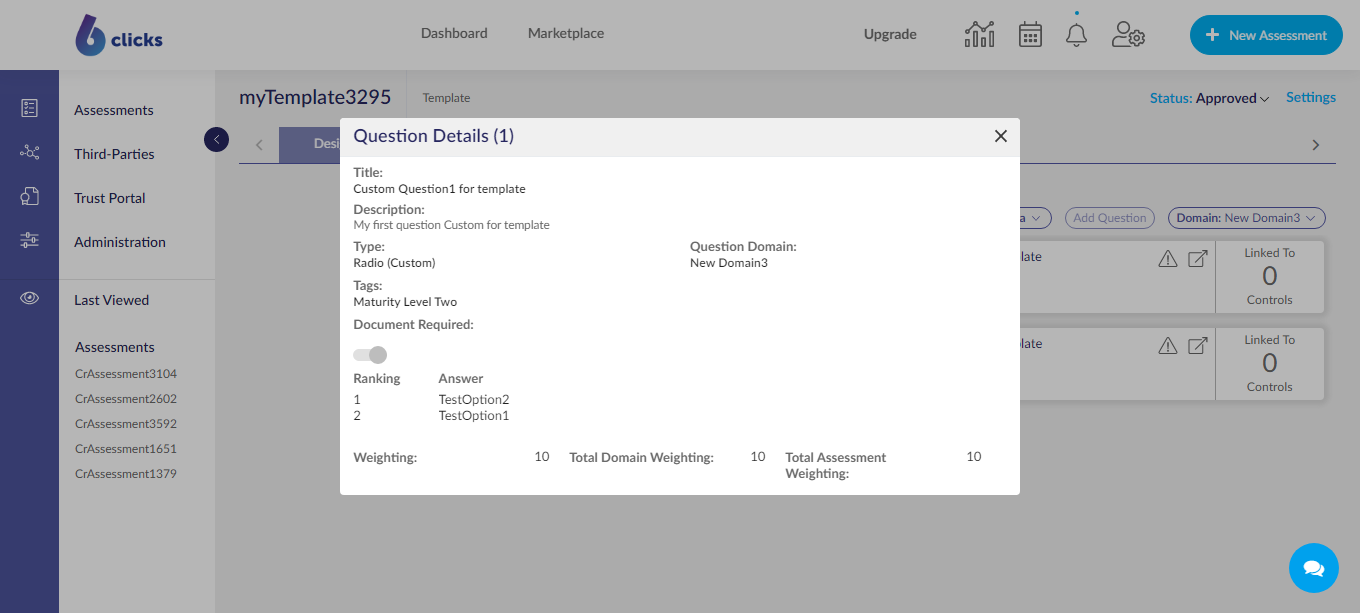 clicks
Dashboard
Marketplace
Upgrade
New Assessment
Assessments
Third-Parties
Trust Portal
Administration
Last Viewed
Assessments
CrAssessment3104
CrAssessment2602
CrAssessment3592
CrAssessment1651
CrAssessment1379
myTemplate3295
Template
Status: Approved
Settings
Desi
Question Details (1)
Title:
Custom Question1 for template
Description:
My first question Custom for template
Type:
Question Domain:
Radio (Custom)
New Domain3
Tags:
Maturity Level Two
Document Required:
Ranking Answer
1 TestOption2
2 TestOption1
Weighting: 10 Total Domain Weighting: 10 Total Assessment Weighting: 10
a
Add Question
Domain: New Domain3
late
Linked To
0
Controls
late
Linked To
0
Controls